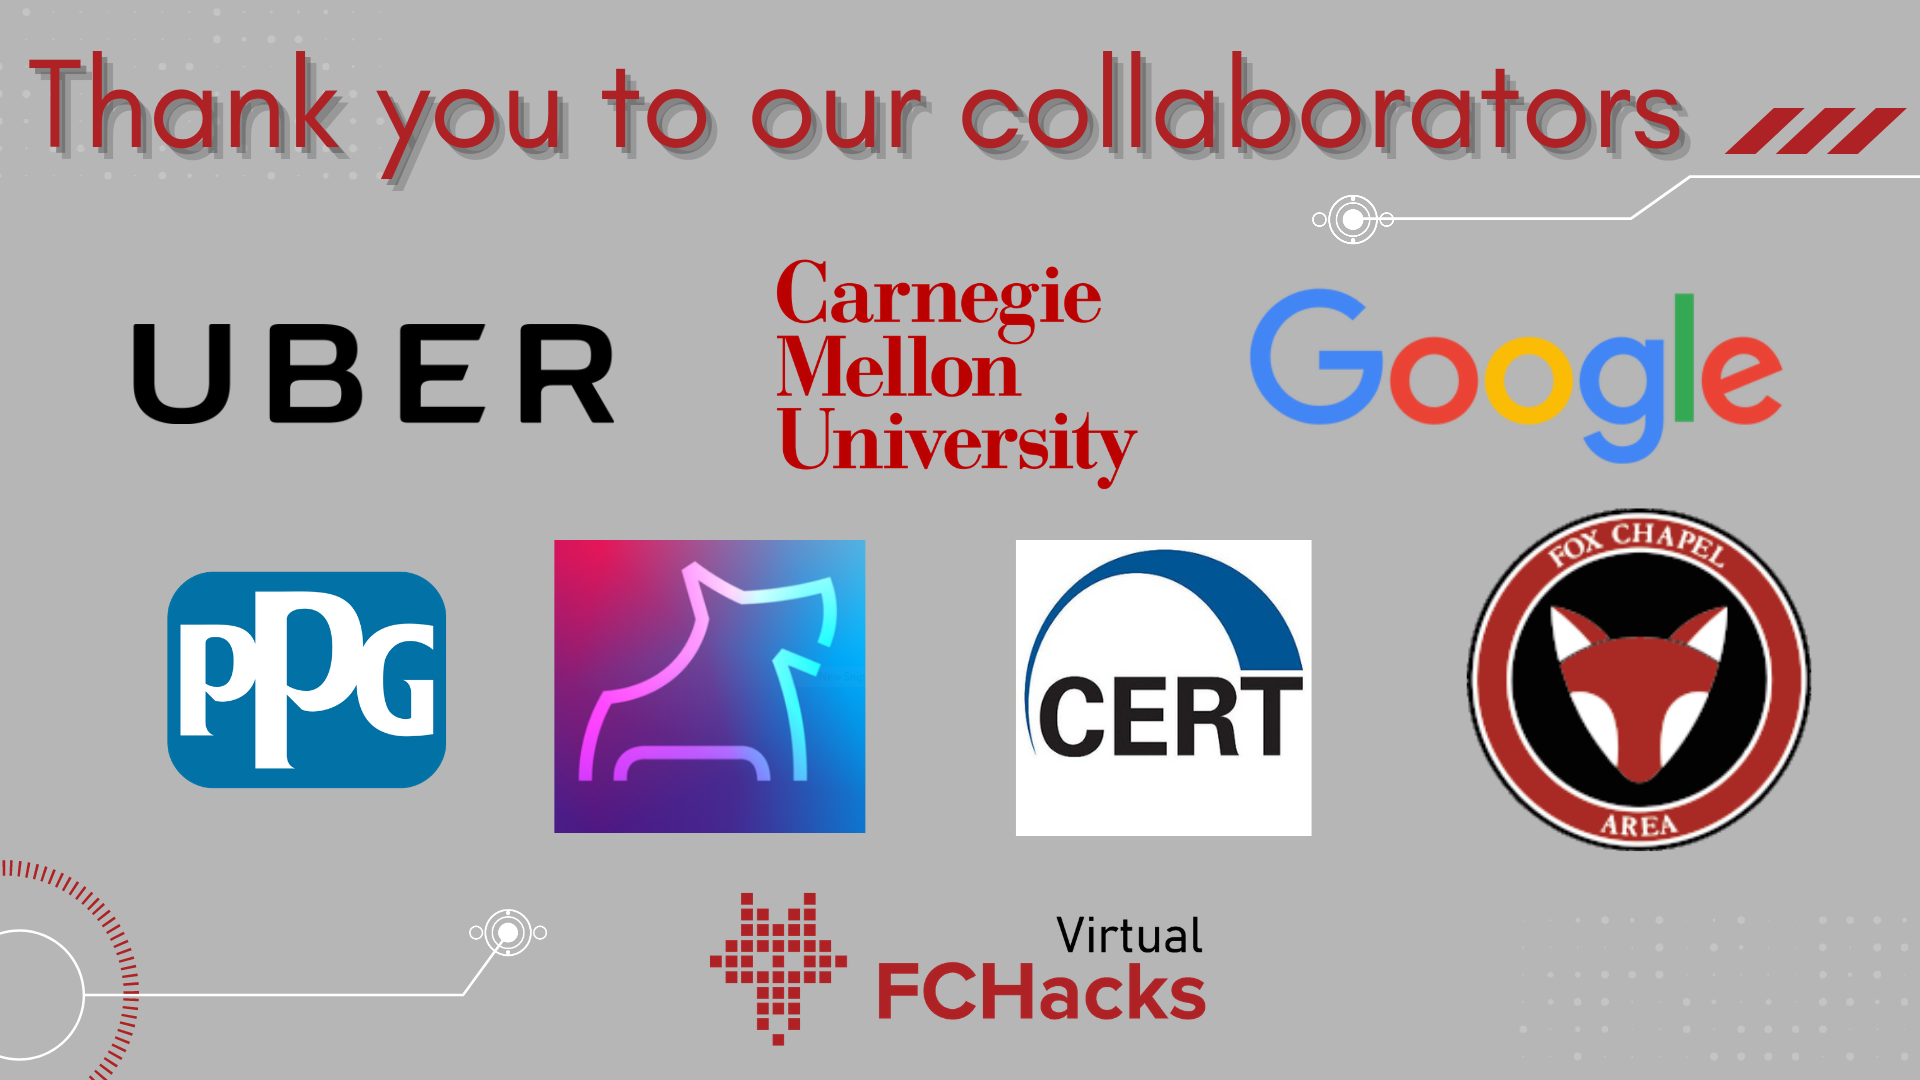 Thank you to our collaborators
UBER
Carnegie
Mellon
University
Google
PPG
CERT
FOX CHAPEL
AREA
Virtual
FCHacks